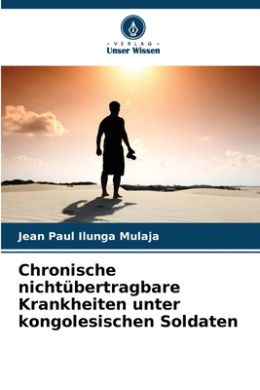 VERLAG
Unser Wissen
Jean Paul Ilunga Mulaja
Chronische
nichtübertragbare
Krankheiten unter
kongolesischen Soldaten